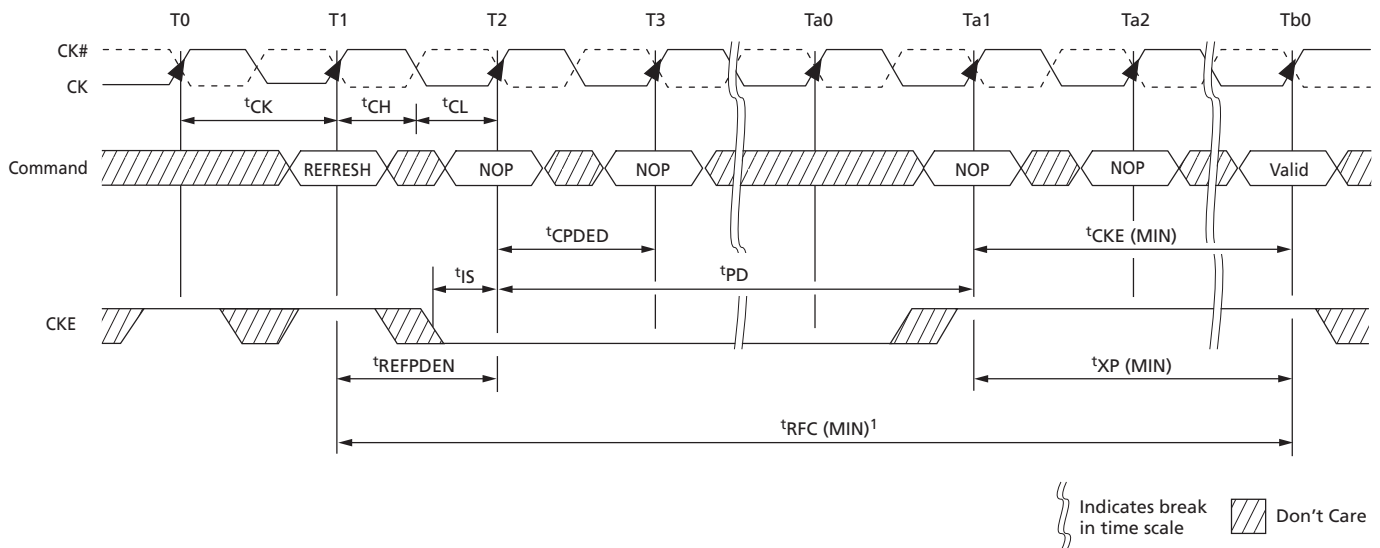 T0 T1 T2 T3 Ta0 Ta1 Ta2 Tb0
CK#
CK
tCK tCH tCL
Command REFRESH NOP NOP NOP NOP Valid
tCPDED tCKE (MIN)
tIS tPD
CKE
tREFPDEN tXP (MIN)
tRFC (MIN)1
Indicates break
in time scale
Don't Care